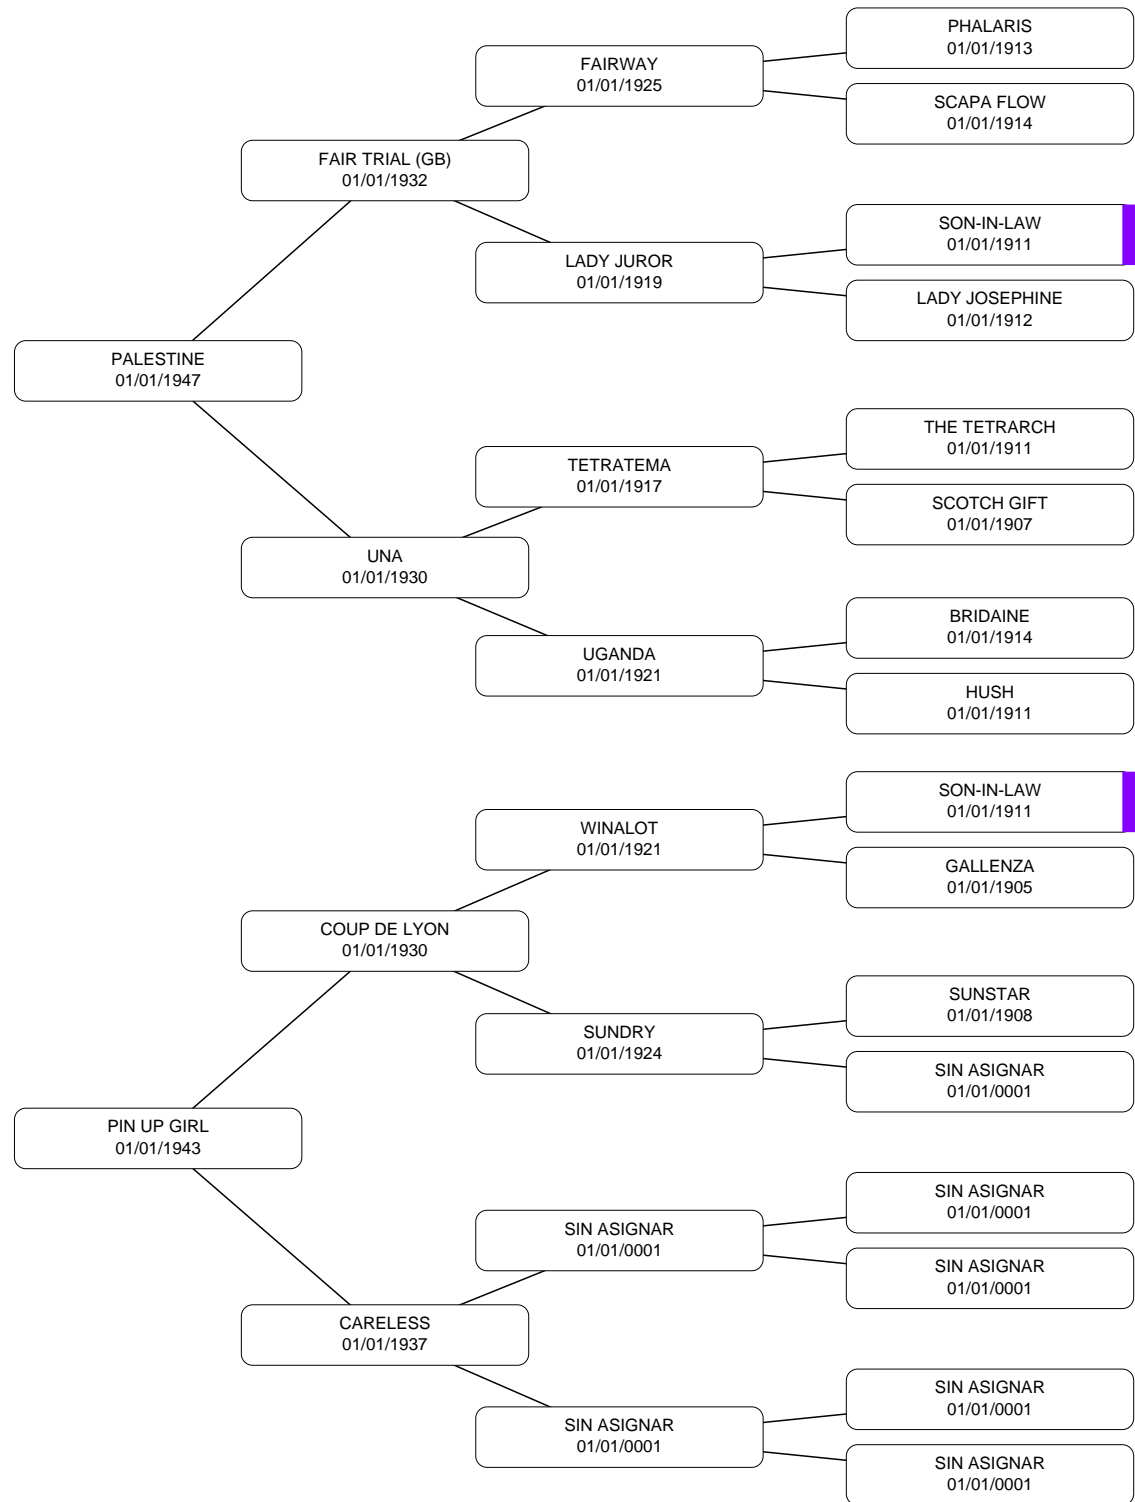 PHALARIS
01/01/1913
FAIRWAY
01/01/1925
SCAPA FLOW
01/01/1914
FAIR TRIAL (GB)
01/01/1932
SON-IN-LAW
01/01/1911
LADY JUROR
01/01/1919
LADY JOSEPHINE
01/01/1912
PALESTINE
01/01/1947
THE TETRARCH
01/01/1911
TETRATEMA
01/01/1917
SCOTCH GIFT
01/01/1907
UNA
01/01/1930
BRIDAINE
01/01/1914
UGANDA
01/01/1921
HUSH
01/01/1911
SON-IN-LAW
01/01/1911
WINALOT
01/01/1921
GALLENZA
01/01/1905
COUP DE LYON
01/01/1930
SUNSTAR
01/01/1908
SUNDRY
01/01/1924
SIN ASIGNAR
01/01/0001
PIN UP GIRL
01/01/1943
SIN ASIGNAR
01/01/0001
SIN ASIGNAR
01/01/0001
SIN ASIGNAR
01/01/0001
CARELESS
01/01/1937
SIN ASIGNAR
01/01/0001
SIN ASIGNAR
01/01/0001
SIN ASIGNAR
01/01/0001